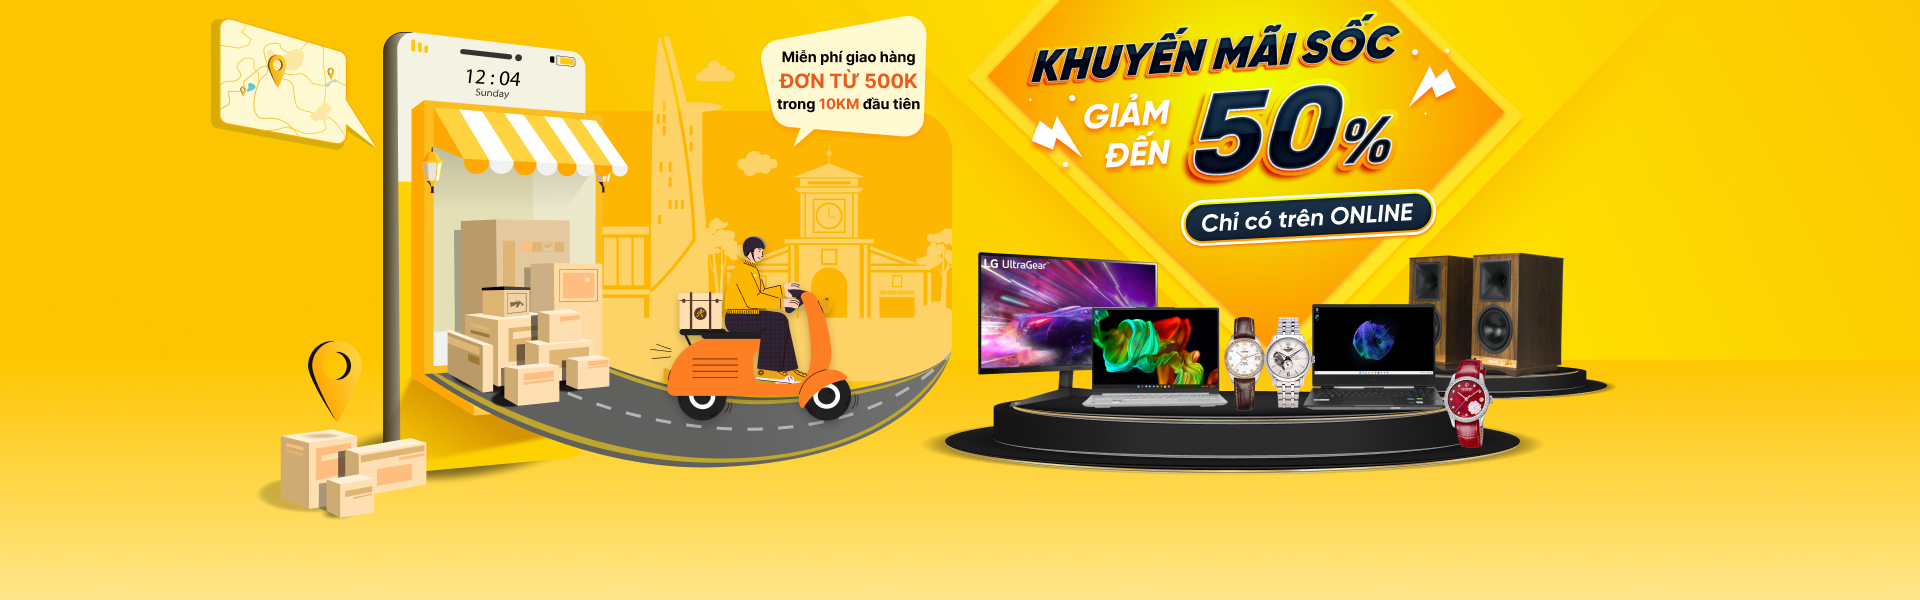 12 : 04
Sunday
Miễn phí giao hàng
ĐƠN TỪ 500K
trong 10KM đầu tiên
KHUYẾN MÃI SỐC
GIẢM
ĐẾN
50%
Chỉ có trên ONLINE
LG UltraGear